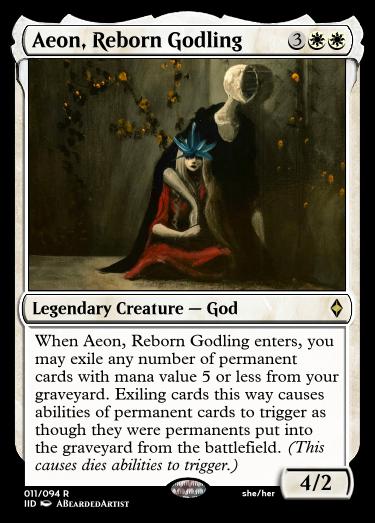 Aeon, Reborn Godling 3
Legendary Creature — God
When Aeon, Reborn Godling enters, you
may exile any number of permanent
cards with mana value 5 or less from your
graveyard. Exiling cards this way causes
abilities of permanent cards to trigger as
though they were permanents put into
the graveyard from the battlefield. (This
causes dies abilities to trigger.)
4/2
011/094 R
IID ABeardedArtist
she/her